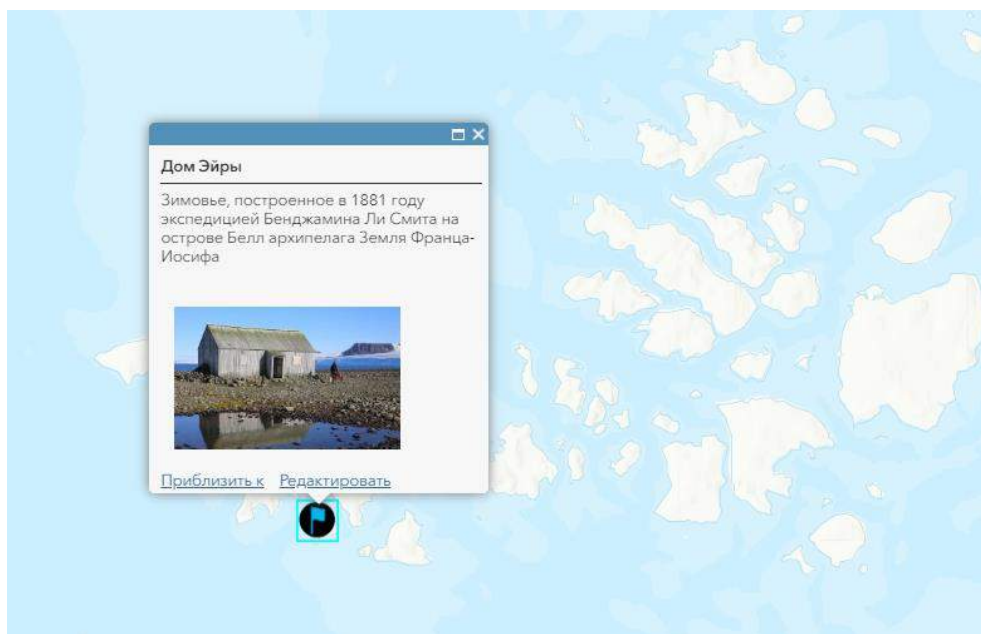 Дом Эйры
Зимовье, построенное в 1881 году
экспедицией Бенджамина Ли Смита на
острове Белл архипелага Земля Франца-
Иосифа
Приблизить к Редактировать